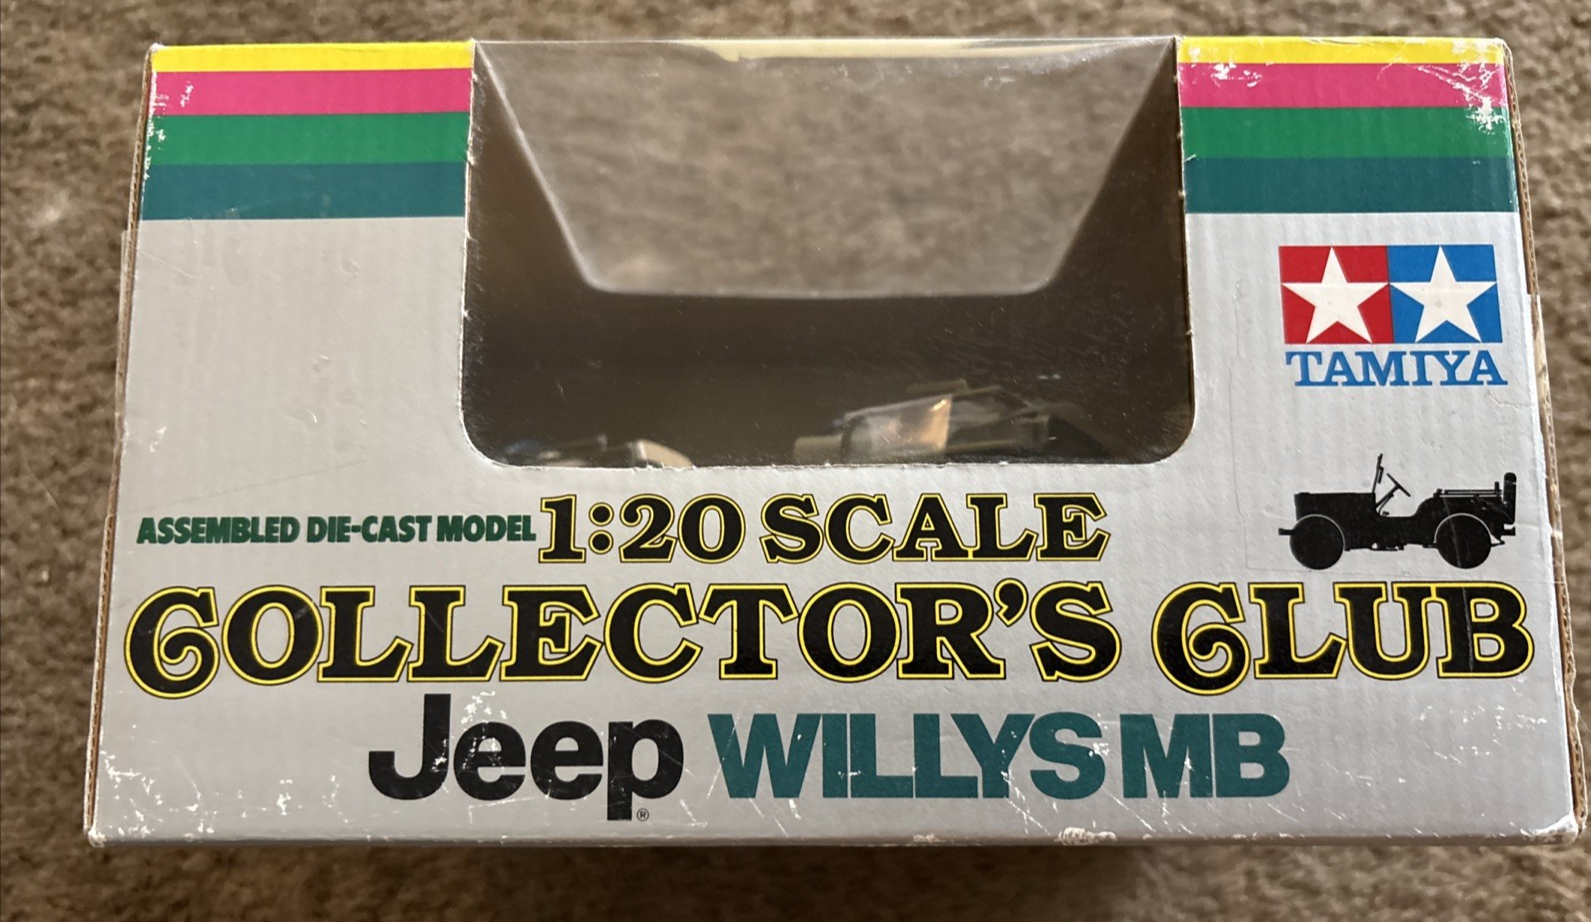 TAMIYA
ASSEMBLED DIE-CAST MODEL 1:20 SCALE
COLLECTOR'S CLUB
Jeep® WILLYS MB